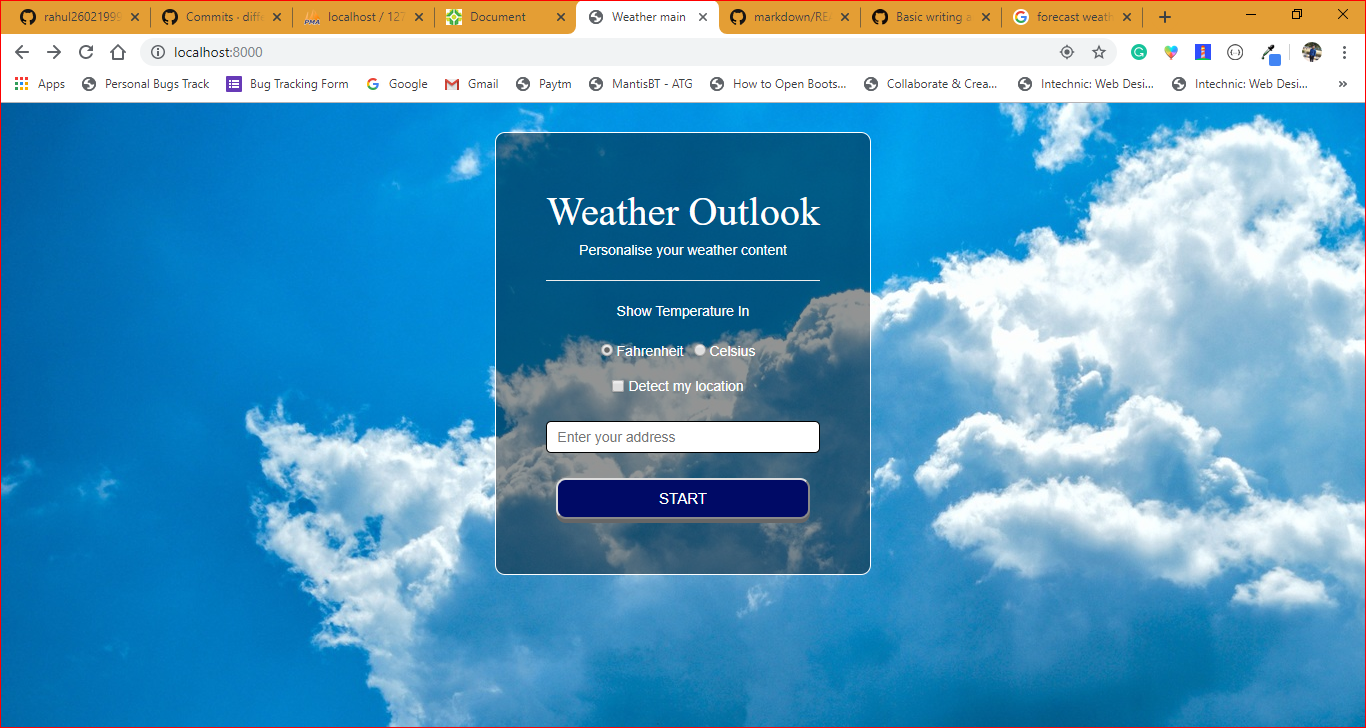 rahul26021999
Commits · diff
localhost / 127
Document
Weather main
markdown/REA
Basic writing a
forecast weath
localhost:8000
Apps
Personal Bugs Track
Bug Tracking Form
Google
Gmail
Paytm
MantisBT - ATG
How to Open Boots...
Collaborate & Crea...
Intechnic: Web Desi...
Intechnic: Web Desi...
Weather Outlook
Personalise your weather content
Show Temperature In
Fahrenheit Celsius
Detect my location
Enter your address
START